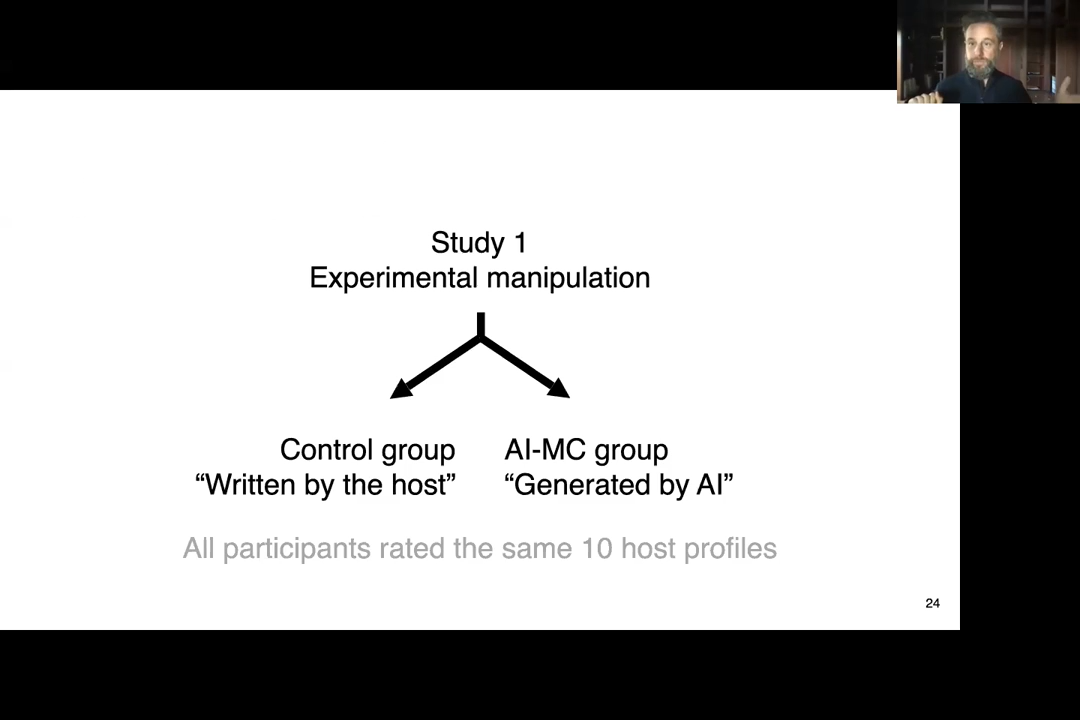 Study 1
Experimental manipulation
Control group
“Written by the host”
AI-MC group
“Generated by AI”
All participants rated the same 10 host profiles
24